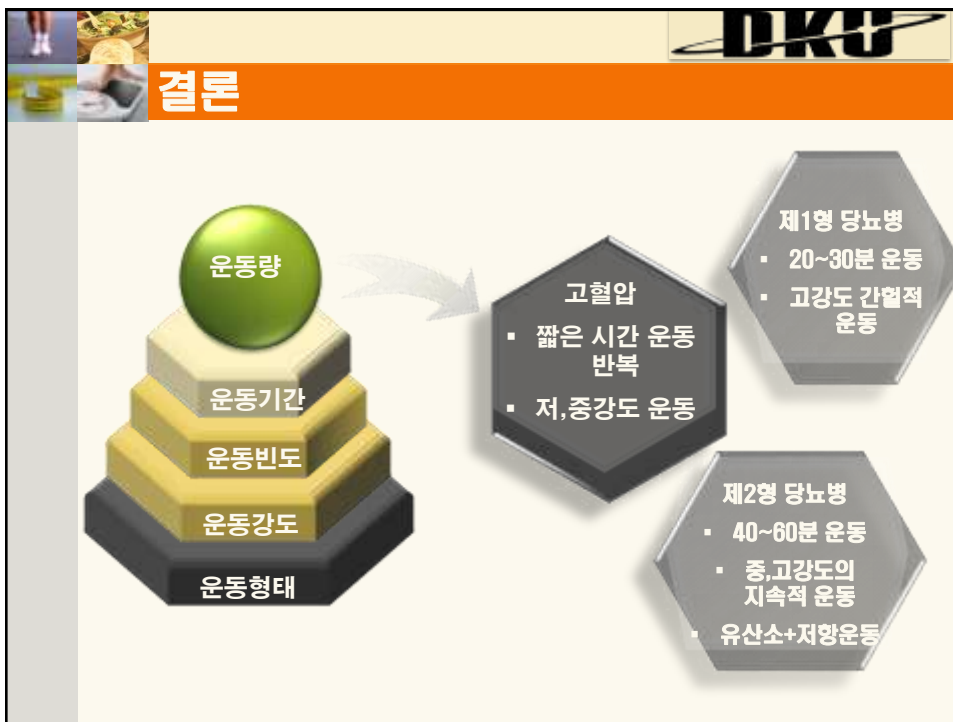 DKU
결론
운동량
운동기간
운동빈도
운동강도
운동형태
고혈압
▪ 짧은 시간 운동
반복
▪ 저,중강도 운동
제1형 당뇨병
▪ 20~30분 운동
▪ 고강도 간헐적
운동
제2형 당뇨병
▪ 40~60분 운동
▪ 중,고강도의
지속적 운동
▪ 유산소+저항운동